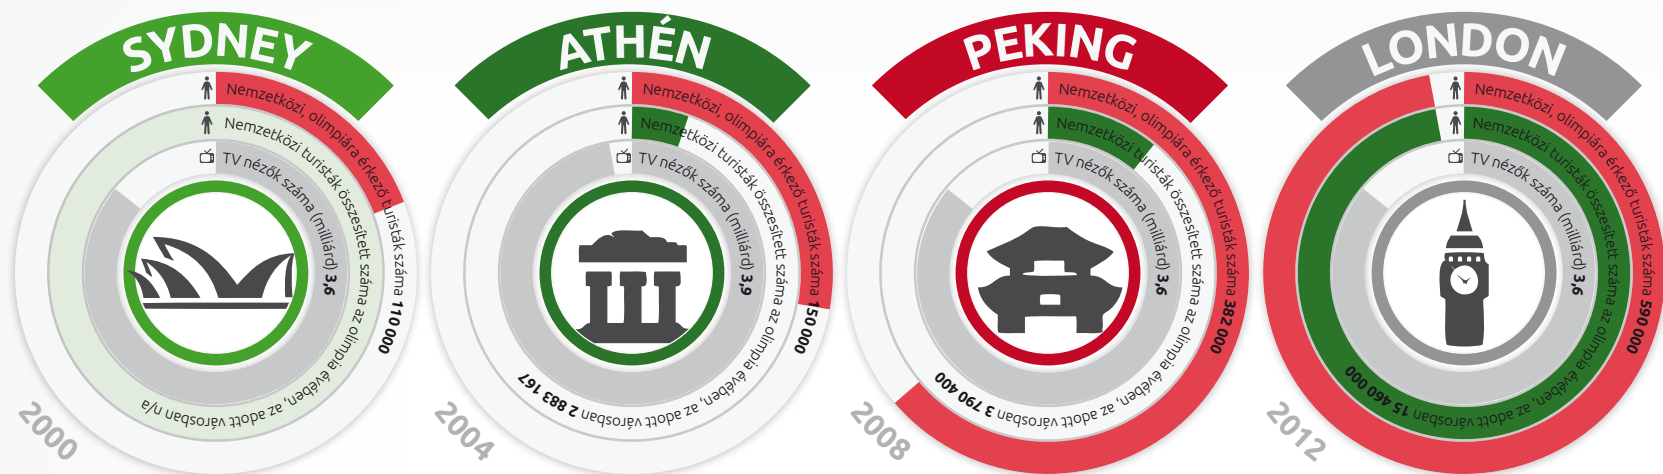 SYDNEY
Nemzetközi, olimpiára érkező turisták száma 110 000
Nemzetközi turisták összesített száma az olimpia évében, az adott városban n/a
TV nézők száma (milliárd) 3,6
2000
ATHÉN
Nemzetközi, olimpiára érkező turisták száma 150 000
Nemzetközi turisták összesített száma az olimpia évében, az adott városban 2 883 167
TV nézők száma (milliárd) 3,9
2004
PEKING
Nemzetközi, olimpiára érkező turisták száma 382 000
Nemzetközi turisták összesített száma az olimpia évében, az adott városban 3 790 400
TV nézők száma (milliárd) 3,6
2008
LONDON
Nemzetközi, olimpiára érkező turisták száma 590 000
Nemzetközi turisták összesített száma az olimpia évében, az adott városban 15 460 000
TV nézők száma (milliárd) 3,6
2012